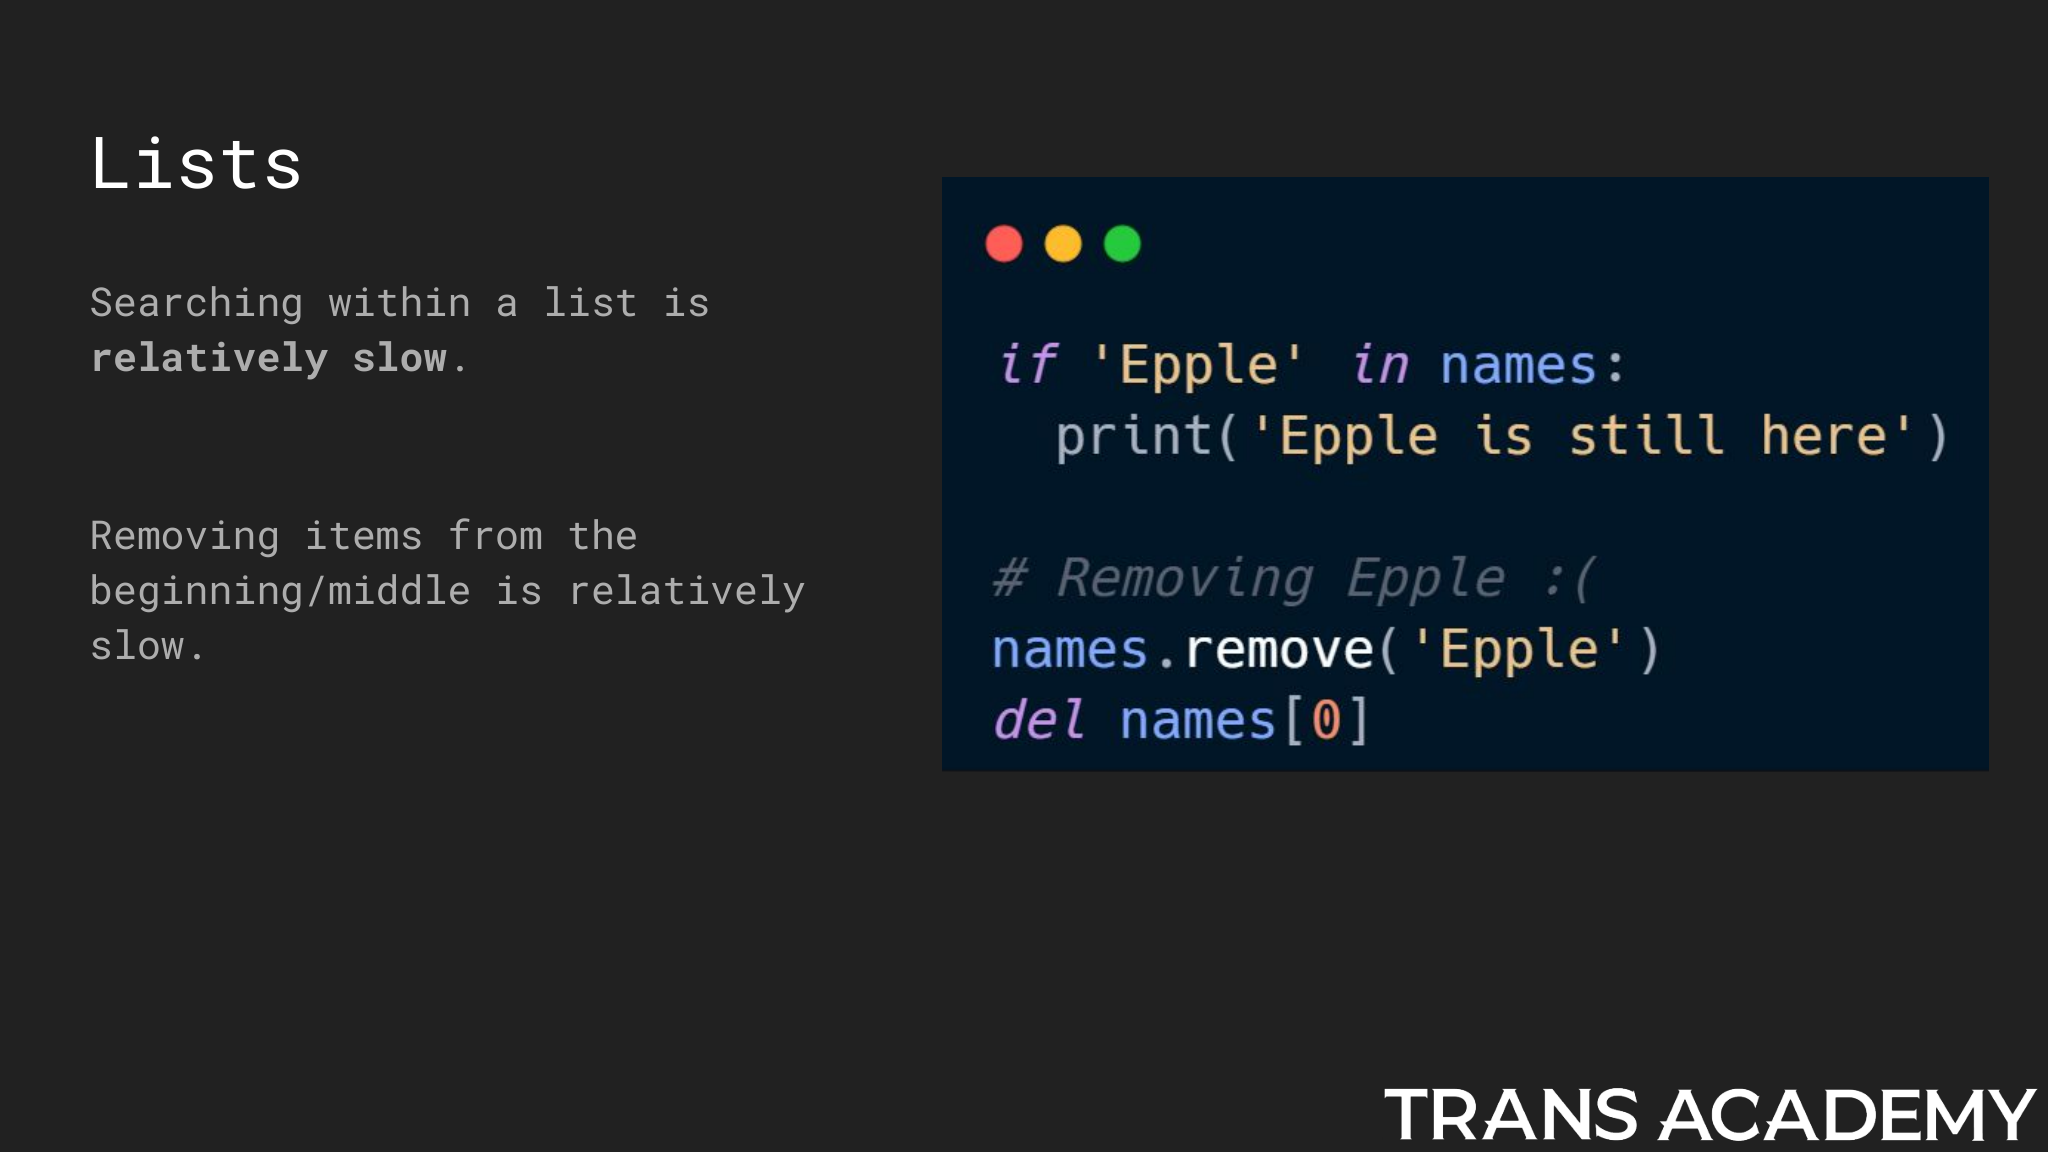 Lists
Searching within a list is
relatively slow.
Removing items from the
beginning/middle is relatively
slow.
if 'Epple' in names:
  print('Epple is still here')
# Removing Epple :(
names.remove('Epple')
del names[0]
TRANS ACADEMY